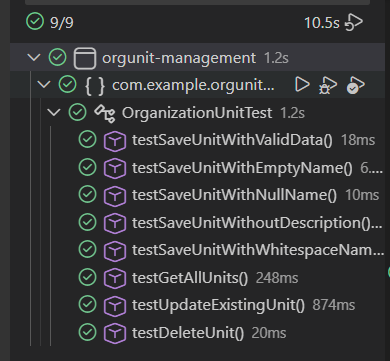 9/9 10.5s
orgunit-management 1.2s
{ } com.example.orgunit...
OrganizationUnitTest 1.2s
testSaveUnitWithValidData() 18ms
testSaveUnitWithEmptyName() 6....
testSaveUnitWithNullName() 10ms
testSaveUnitWithoutDescription()...
testSaveUnitWithWhitespaceNam...
testGetAllUnits() 248ms
testUpdateExistingUnit() 874ms
testDeleteUnit() 20ms